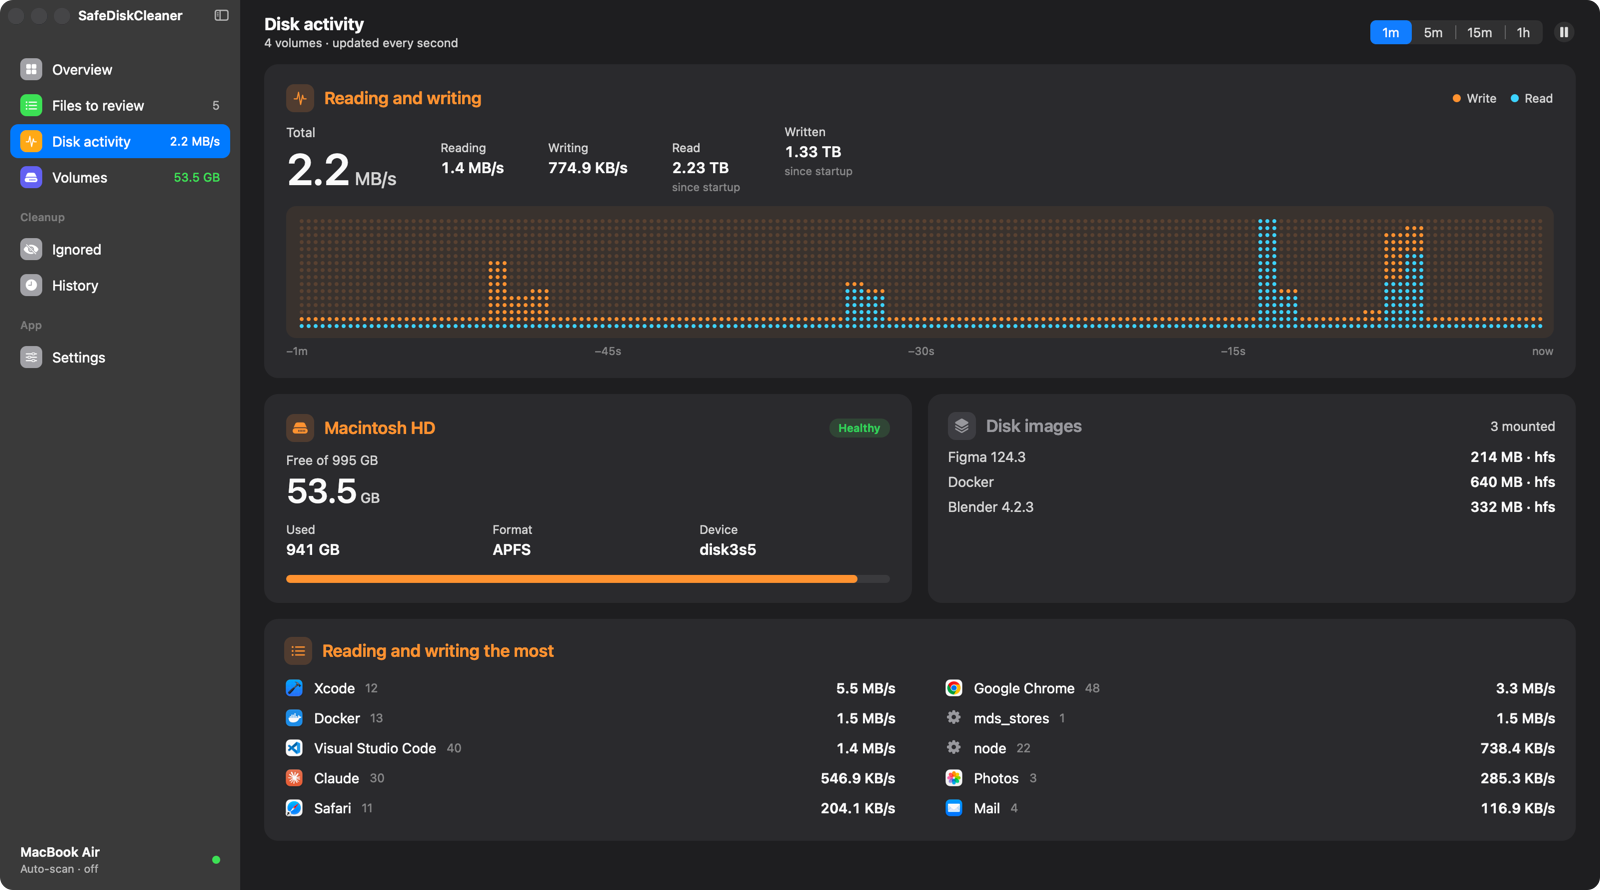 SafeDiskCleaner
Overview
Files to review 5
Disk activity 2.2 MB/s
Volumes 53.5 GB
Cleanup
Ignored
History
App
Settings
MacBook Air
Auto-scan · off
Disk activity
4 volumes · updated every second
1m 5m 15m 1h
Reading and writing
Write Read
Total
2.2 MB/s
Reading
1.4 MB/s
Writing
774.9 KB/s
Read
2.23 TB
since startup
Written
1.33 TB
since startup
−1m −45s −30s −15s now
Macintosh HD
Healthy
Free of 995 GB
53.5 GB
Used
941 GB
Format
APFS
Device
disk3s5
Disk images
3 mounted
Figma 124.3 214 MB · hfs
Docker 640 MB · hfs
Blender 4.2.3 332 MB · hfs
Reading and writing the most
Xcode 12 5.5 MB/s
Docker 13 1.5 MB/s
Visual Studio Code 40 1.4 MB/s
Claude 30 546.9 KB/s
Safari 11 204.1 KB/s
Google Chrome 48 3.3 MB/s
mds_stores 1 1.5 MB/s
node 22 738.4 KB/s
Photos 3 285.3 KB/s
Mail 4 116.9 KB/s